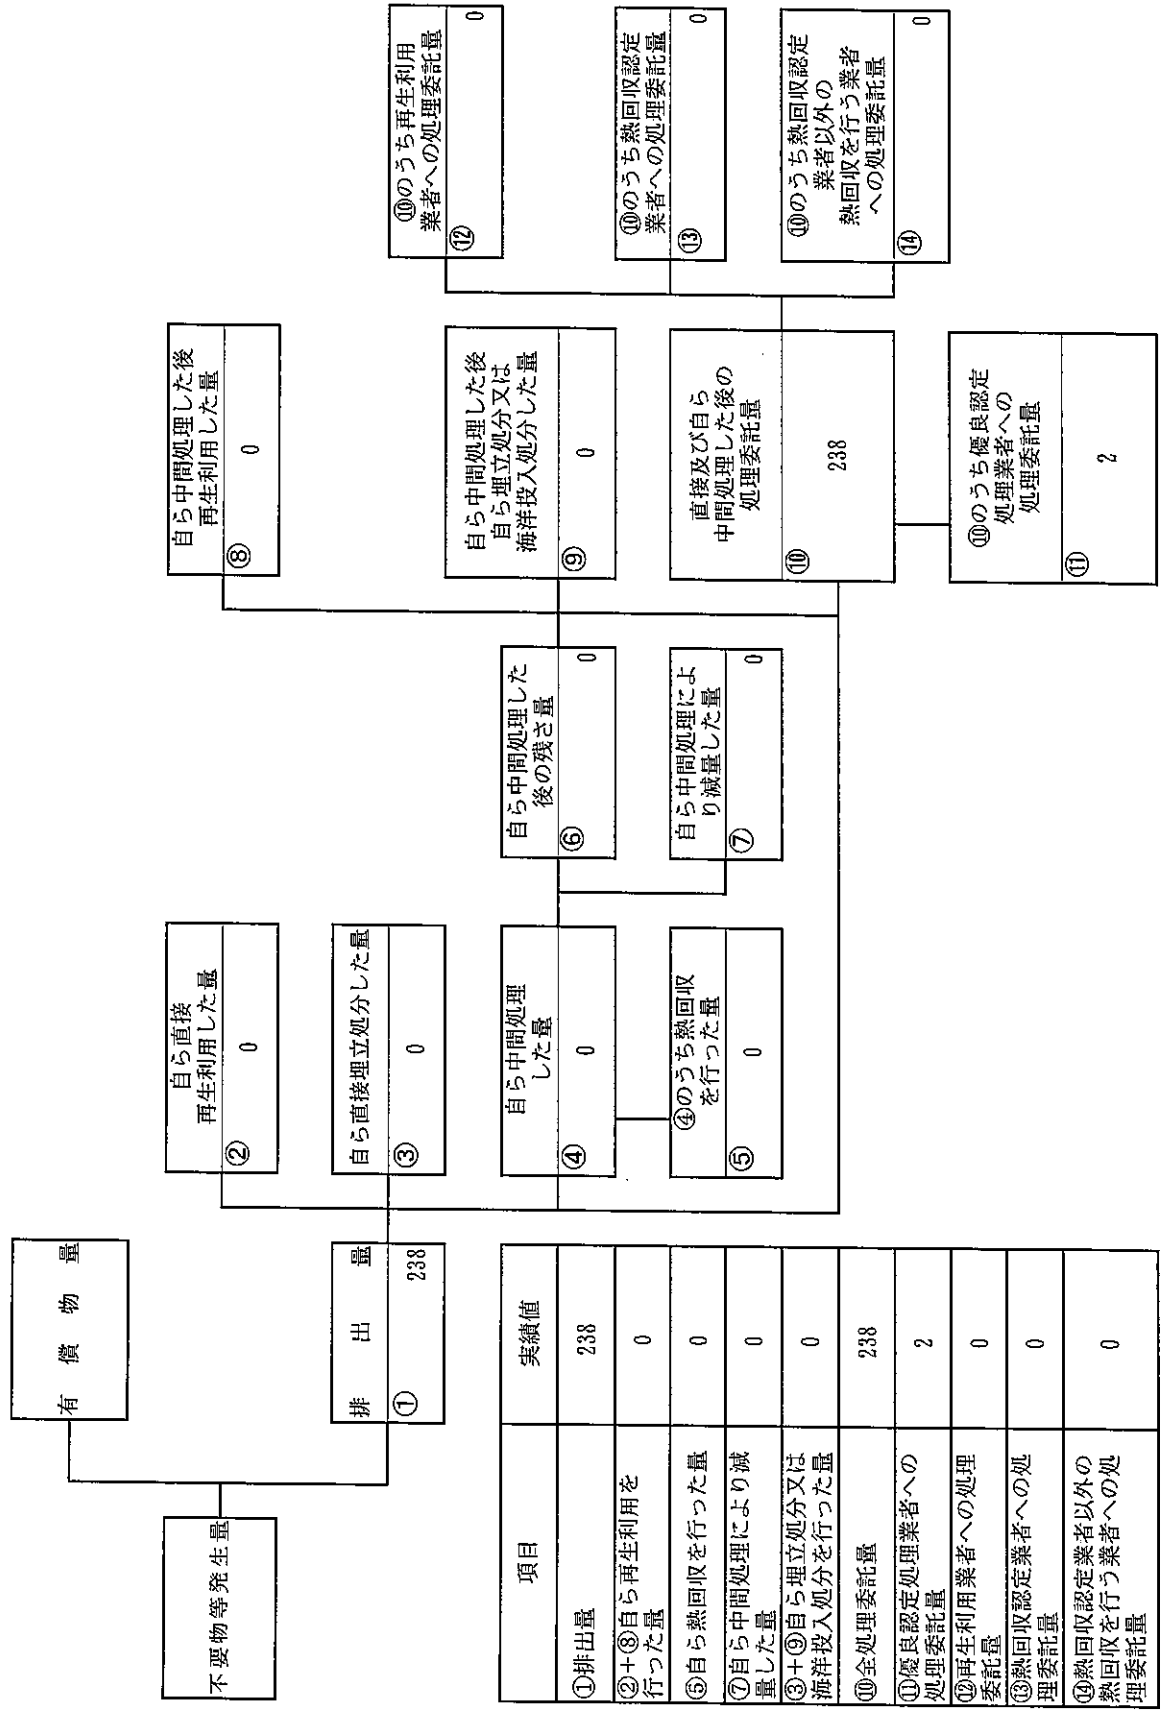 不要物等発生量
有償物量
排出量
①
238
自ら直接
再生利用した量
②
0
自ら直接埋立処分した量
③
0
自ら中間処理
した量
④
0
④のうち熱回収
を行った量
⑤
0
自ら中間処理した
後の残さ量
⑥
0
自ら中間処理によ
り減量した量
⑦
0
自ら中間処理した後
再生利用した量
⑧
0
自ら中間処理した後
自ら埋立処分又は
海洋投入処分した量
⑨
0
直接及び自ら
中間処理した後の
処理委託量
⑩
238
⑩のうち優良認定
処理業者への
処理委託量
⑪
2
⑩のうち再生利用
業者への処理委託量
⑫
0
⑩のうち熱回収認定
業者への処理委託量
⑬
0
⑩のうち熱回収認定
業者以外の
熱回収を行う業者
への処理委託量
⑭
0
項目
実績値
①排出量
238
②+⑧自ら再生利用を
行った量
0
⑤自ら熱回収を行った量
0
⑦自ら中間処理により減
量した量
0
③+⑨自ら埋立処分又は
海洋投入処分を行った量
0
⑩全処理委託量
238
⑪優良認定処理業者への
処理委託量
2
⑫再生利用業者への処理
委託量
0
⑬熱回収認定業者への処
理委託量
0
⑭熱回収認定業者以外の
熱回収を行う業者への処
理委託量
0